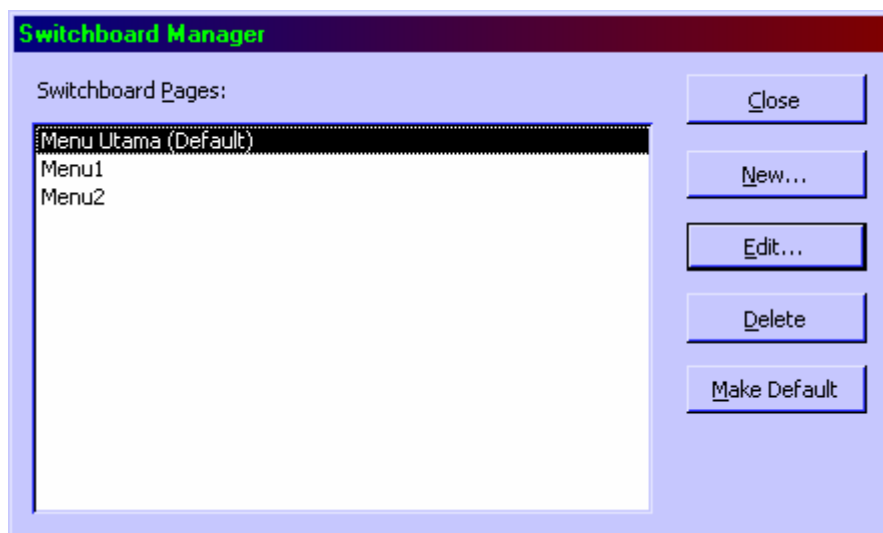 Switchboard Manager
Switchboard Pages:
Close
Menu Utama (Default)
Menu1
New...
Menu2
Edit...
Delete
Make Default